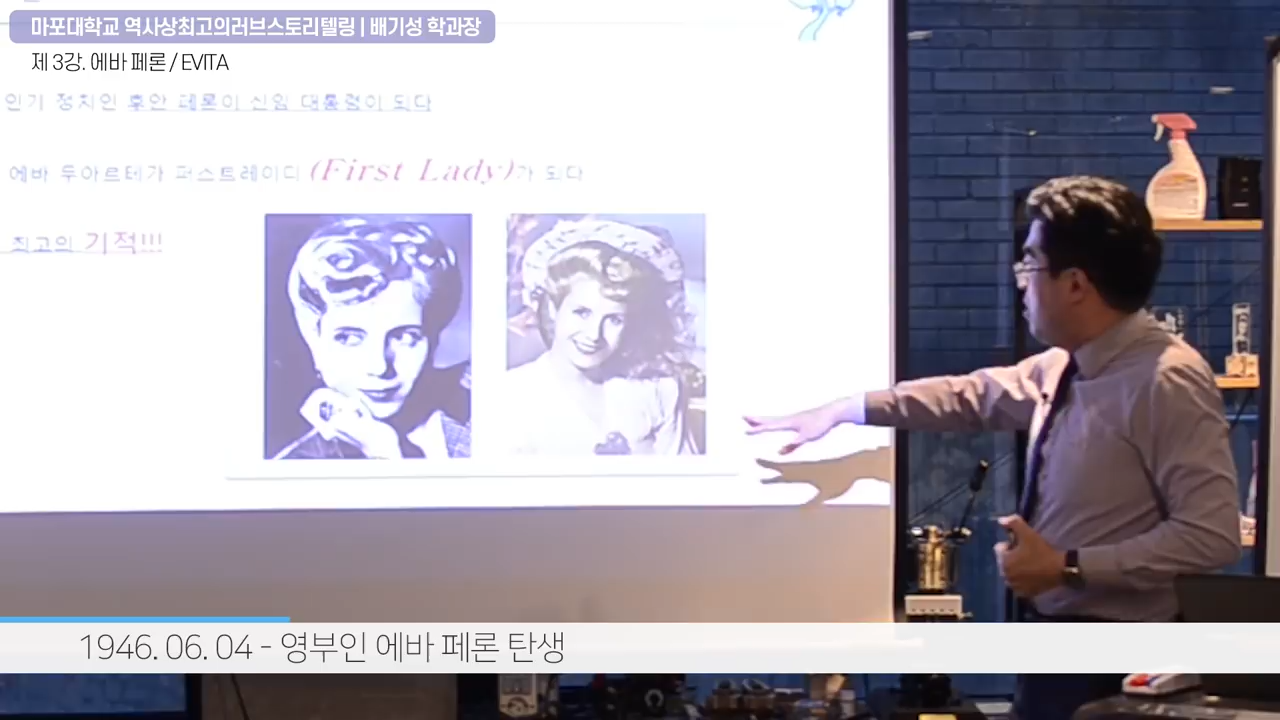 마포대학교 역사상최고의러브스토리텔링 | 배기성 학과장
제 3강. 에바 페론 / EVITA
인기 정치인 후안 페론이 신임 대통령이 되다
에바 두아르테가 퍼스트레이디 (First Lady)가 되다
최고의 기적!!!
1946. 06. 04 - 영부인 에바 페론 탄생